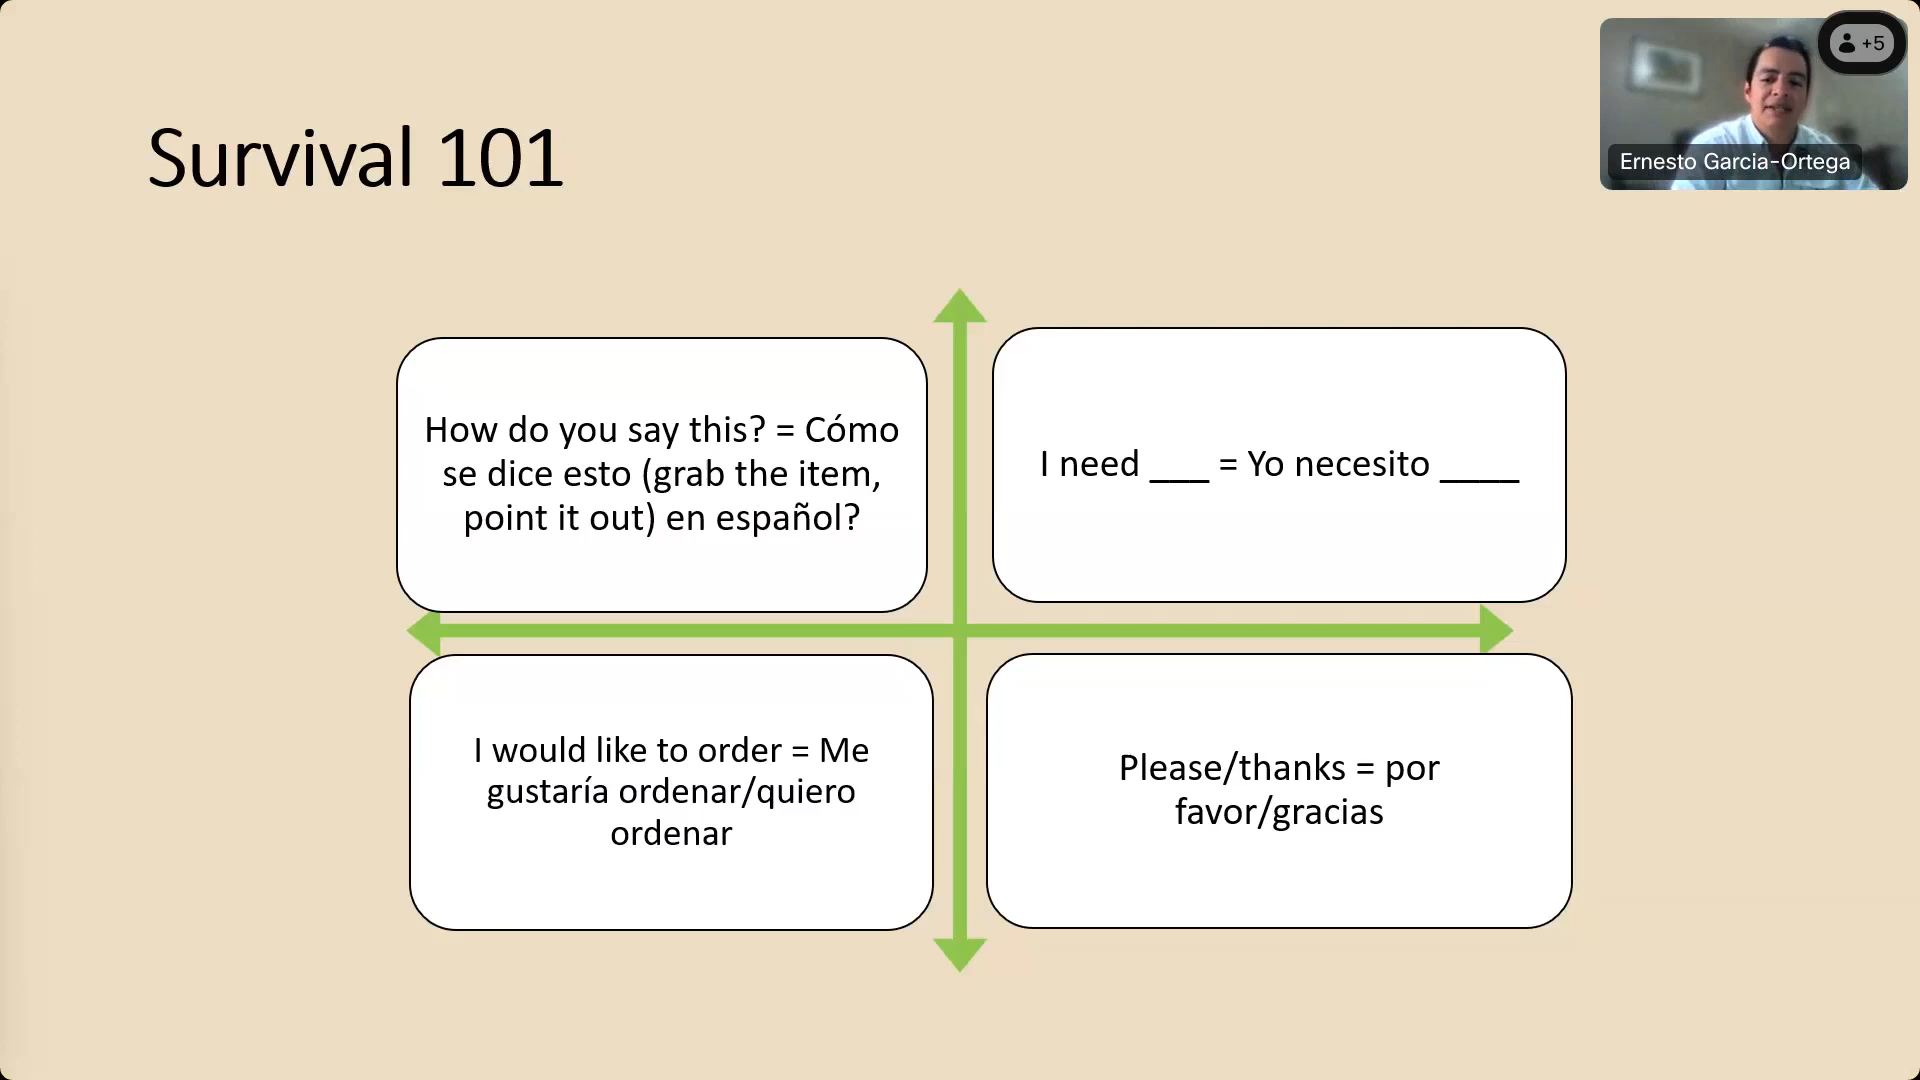 Survival 101
+5
Ernesto Garcia-Ortega
How do you say this? = Cómo
se dice esto (grab the item,
point it out) en español?
I need ___ = Yo necesito ____
I would like to order = Me
gustaría ordenar/quiero
ordenar
Please/thanks = por
favor/gracias